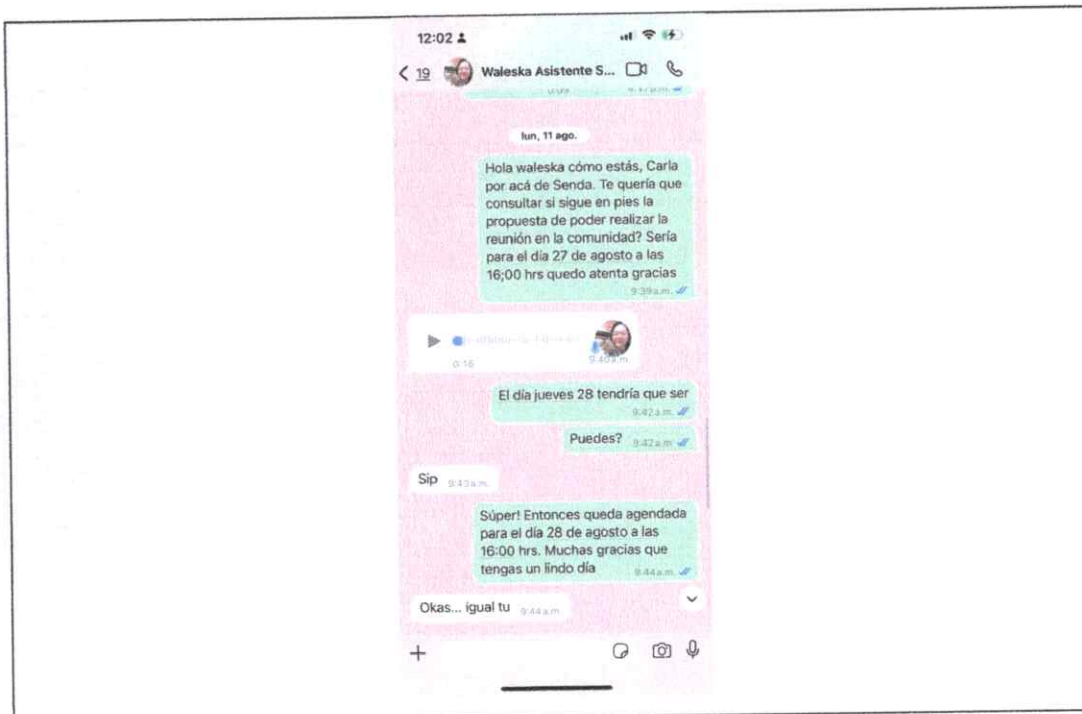 12:02
19
Waleska Asistente S...
lun, 11 ago.
Hola waleska cómo estás, Carla
por acá de Senda. Te quería que
consultar si sigue en pies la
propuesta de poder realizar la
reunión en la comunidad? Sería
para el día 27 de agosto a las
16;00 hrs quedo atenta gracias
9:39 a.m.
0:16
9:40 a.m.
El día jueves 28 tendría que ser
9:42 a.m.
Puedes? 9:42 a.m.
Sip 9:43 a.m.
Súper! Entonces queda agendada
para el día 28 de agosto a las
16:00 hrs. Muchas gracias que
tengas un lindo día
9:44 a.m.
Okas... igual tu 9:44 a.m.